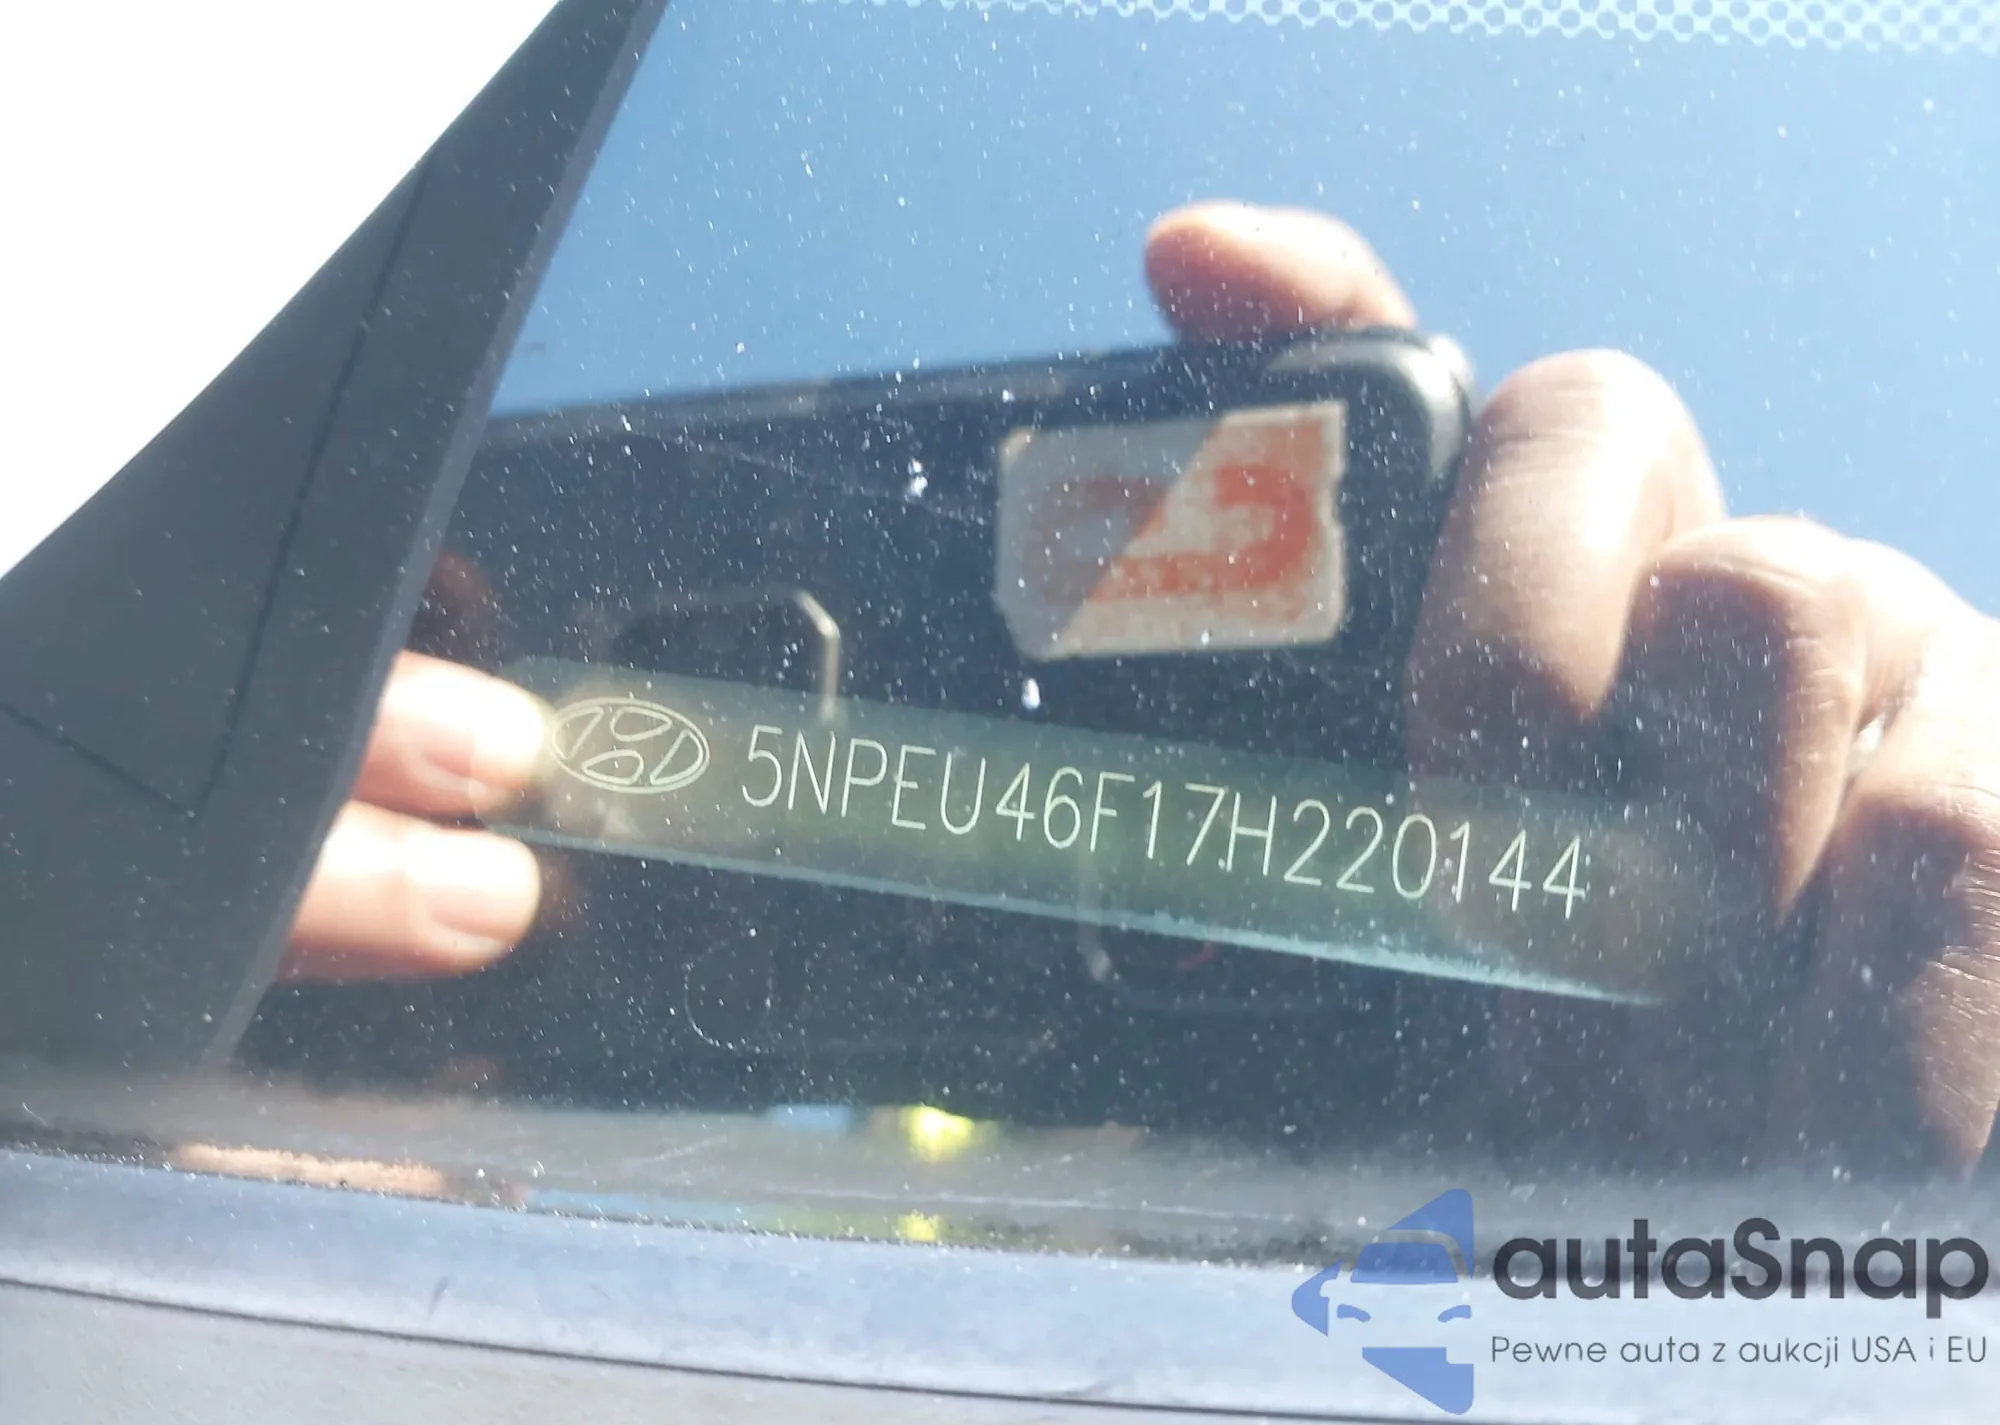 5NPEU46F17H220144
autaSnap
Pewne auta z aukcji USA i EU